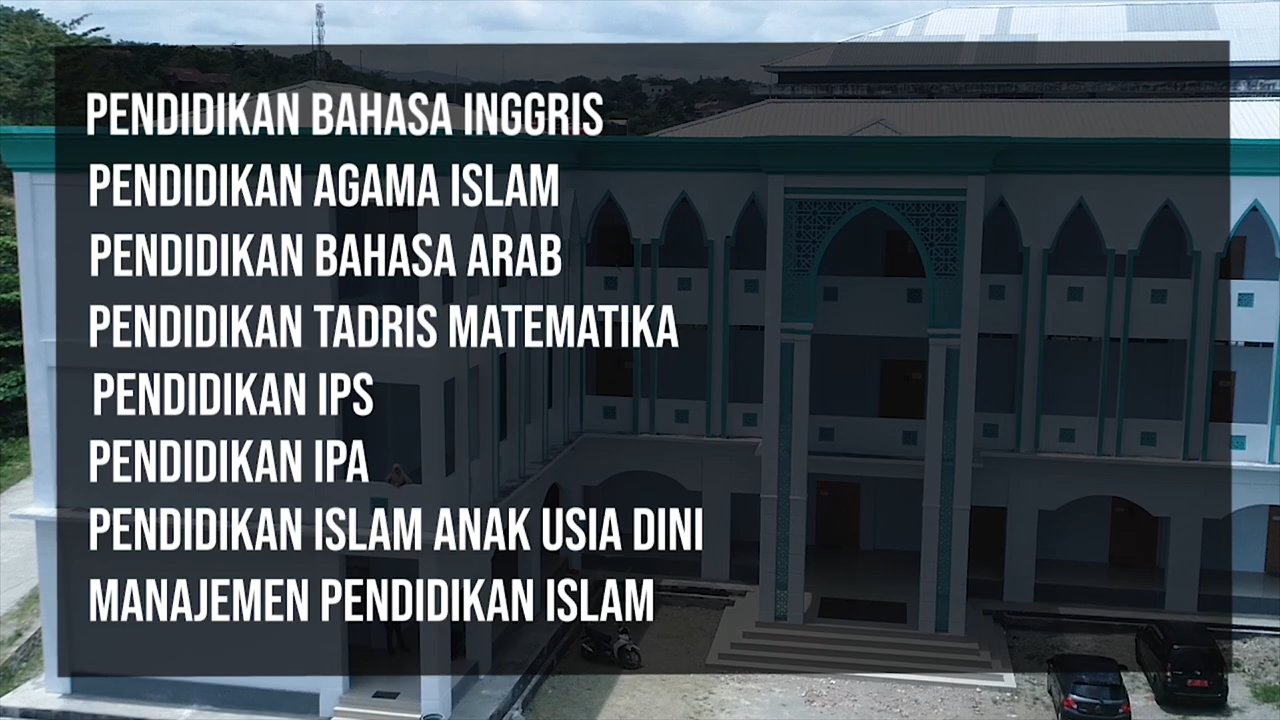 PENDIDIKAN BAHASA INGGRIS
PENDIDIKAN AGAMA ISLAM
PENDIDIKAN BAHASA ARAB
PENDIDIKAN TADRIS MATEMATIKA
PENDIDIKAN IPS
PENDIDIKAN IPA
PENDIDIKAN ISLAM ANAK USIA DINI
MANAJEMEN PENDIDIKAN ISLAM